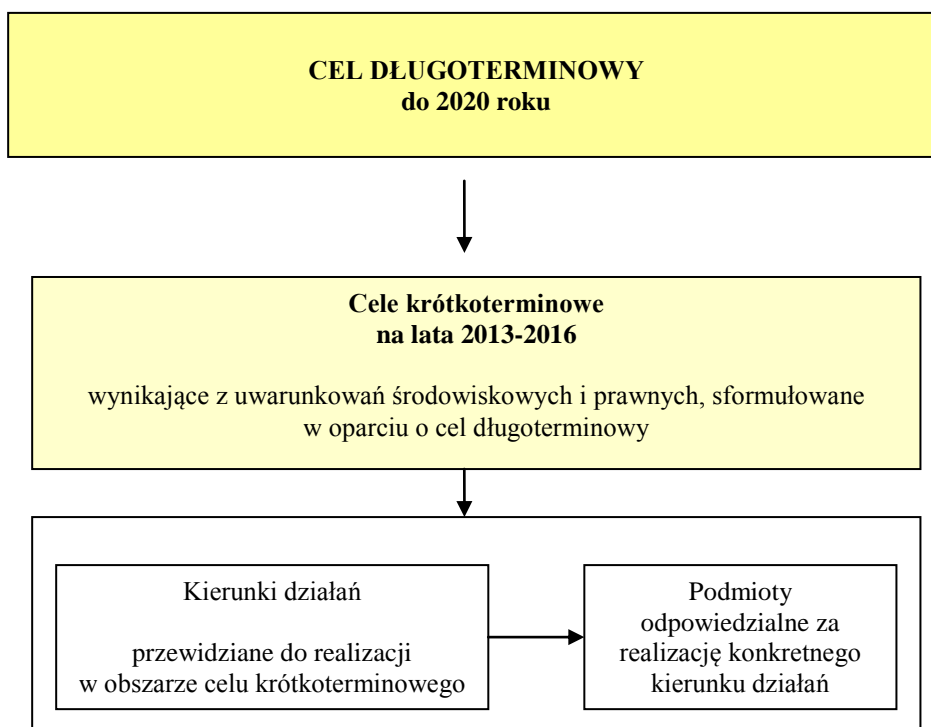 CEL DŁUGOTERMINOWY
do 2020 roku
Cele krótkoterminowe
na lata 2013-2016
wynikające z uwarunkowań środowiskowych i prawnych, sformułowane
w oparciu o cel długoterminowy
Kierunki działań
przewidziane do realizacji
w obszarze celu krótkoterminowego
Podmioty
odpowiedzialne za
realizację konkretnego
kierunku działań